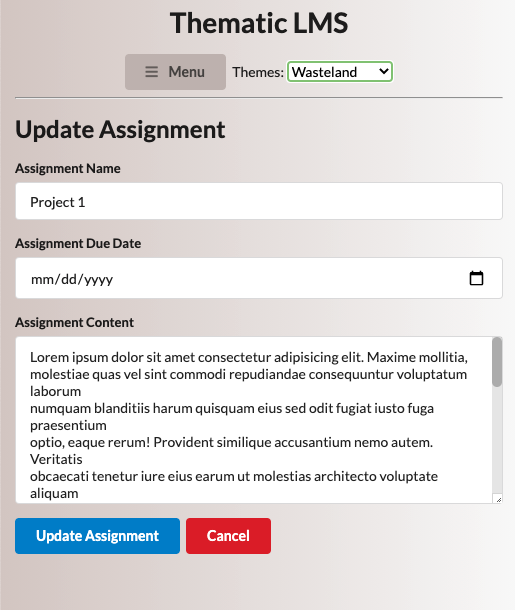 Thematic LMS
Menu Themes: Wasteland
Update Assignment
Assignment Name
Project 1
Assignment Due Date
mm/dd/yyyy
Assignment Content
Lorem ipsum dolor sit amet consectetur adipisicing elit. Maxime mollitia,
molestiae quas vel sint commodi repudiandae consequuntur voluptatum
laborum
numquam blanditiis harum quisquam eius sed odit fugiat iusto fuga
praesentium
optio, eaque rerum! Provident similique accusantium nemo autem.
Veritatis
obcaecati tenetur iure eius earum ut molestias architecto voluptate
aliquam
Update Assignment Cancel